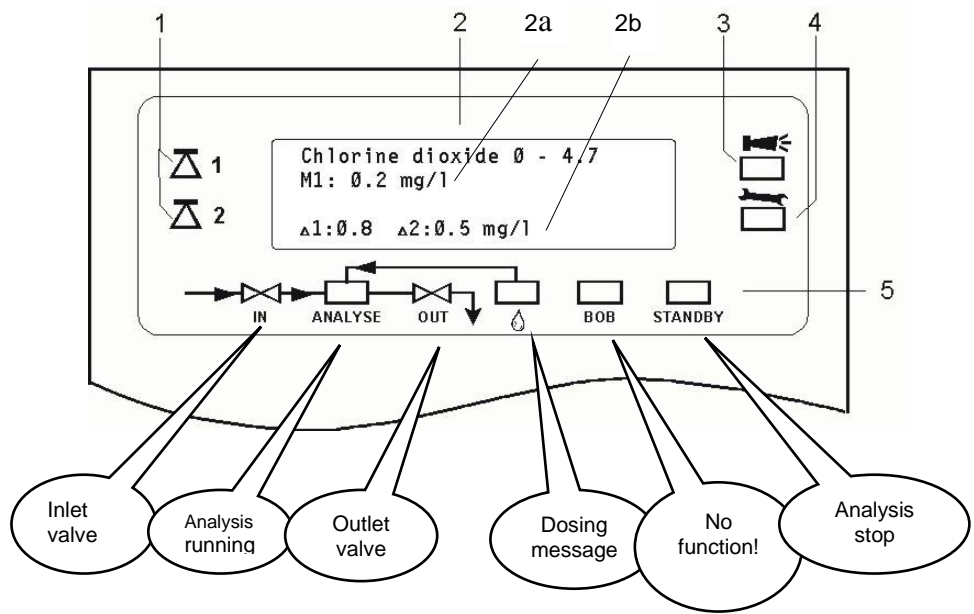 1 2 2a 2b 3 4
Chlorine dioxide Ø - 4.7
M1: Ø.2 mg/l
▵1:Ø.8 ▵2:Ø.5 mg/l
1
2
5
IN ANALYSE OUT BOB STANDBY
Inlet
valve
Analysis
running
Outlet
valve
Dosing
message
No
function!
Analysis
stop